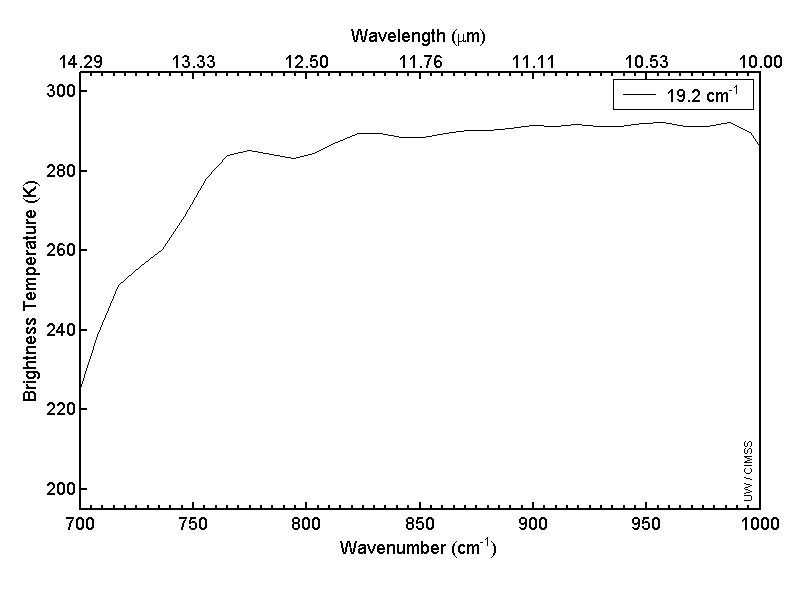 Wavelength (μm)
14.29 13.33 12.50 11.76 11.11 10.53 10.00
19.2 cm⁻¹
300
280
260
240
220
200
Brightness Temperature (K)
UW / CIMSS
700 750 800 850 900 950 1000
Wavenumber (cm⁻¹)